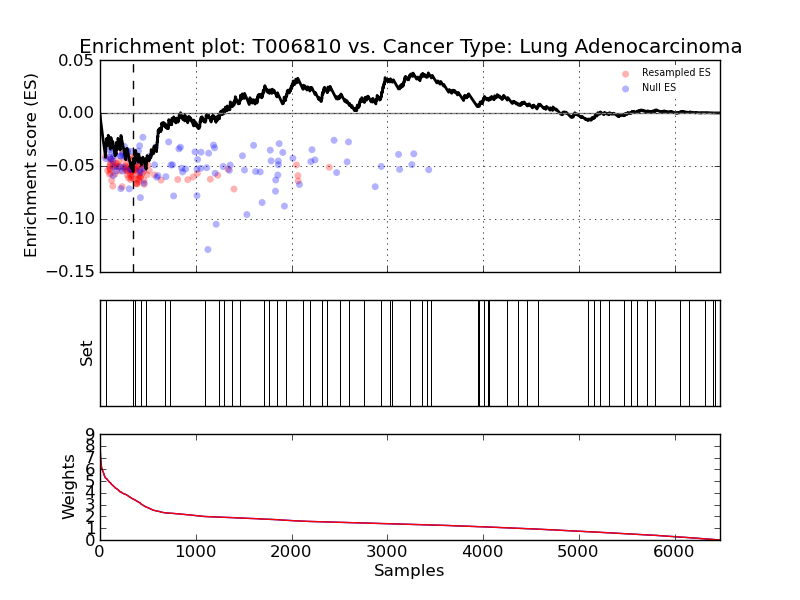 Enrichment plot: T006810 vs. Cancer Type: Lung Adenocarcinoma
0.05
0.00
−0.05
−0.10
−0.15
Enrichment score (ES)
Resampled ES
Null ES
Set
9
8
7
6
5
4
3
2
1
0
Weights
0 1000 2000 3000 4000 5000 6000
Samples